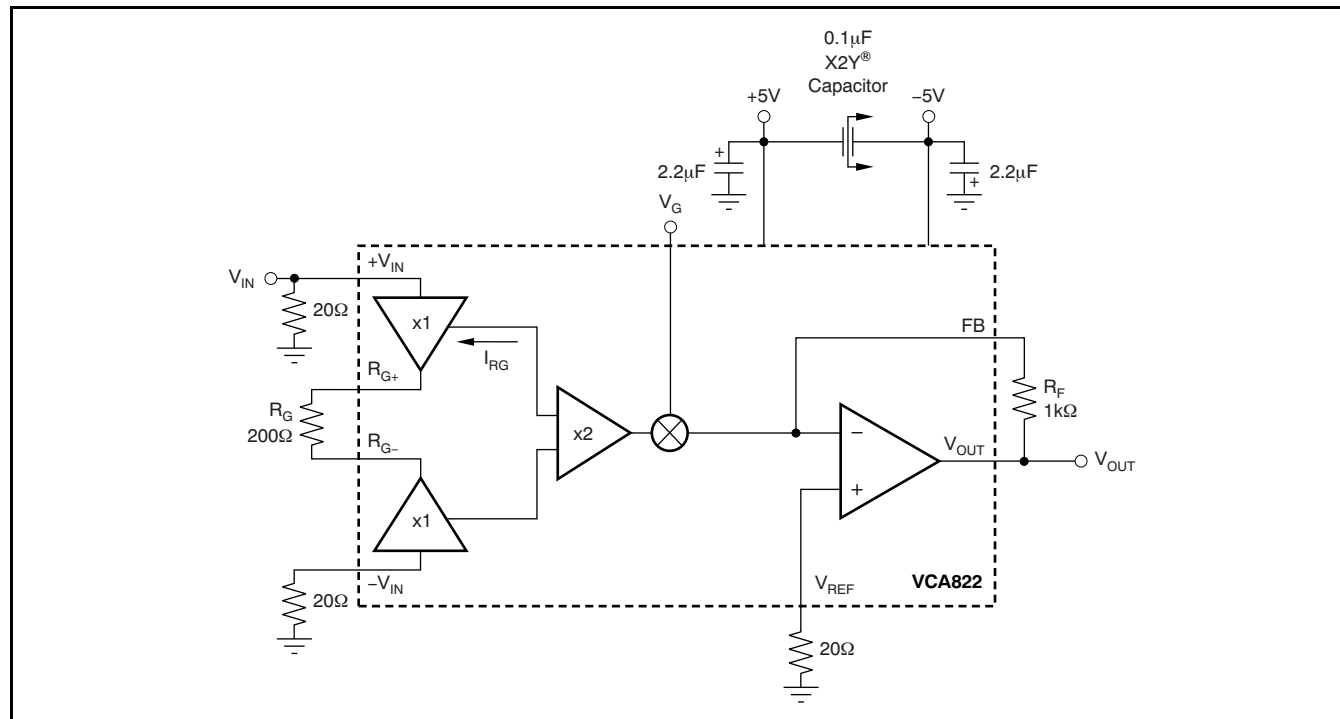 0.1μF
X2Y®
Capacitor
+5V
−5V
+
2.2μF
2.2μF
+
V_G
V_IN
+V_IN
20Ω
x1
I_RG
R_G+
R_G
200Ω
R_G−
x2
x1
−V_IN
20Ω
FB
R_F
1kΩ
−
+
V_OUT
V_OUT
V_REF
VCA822
20Ω